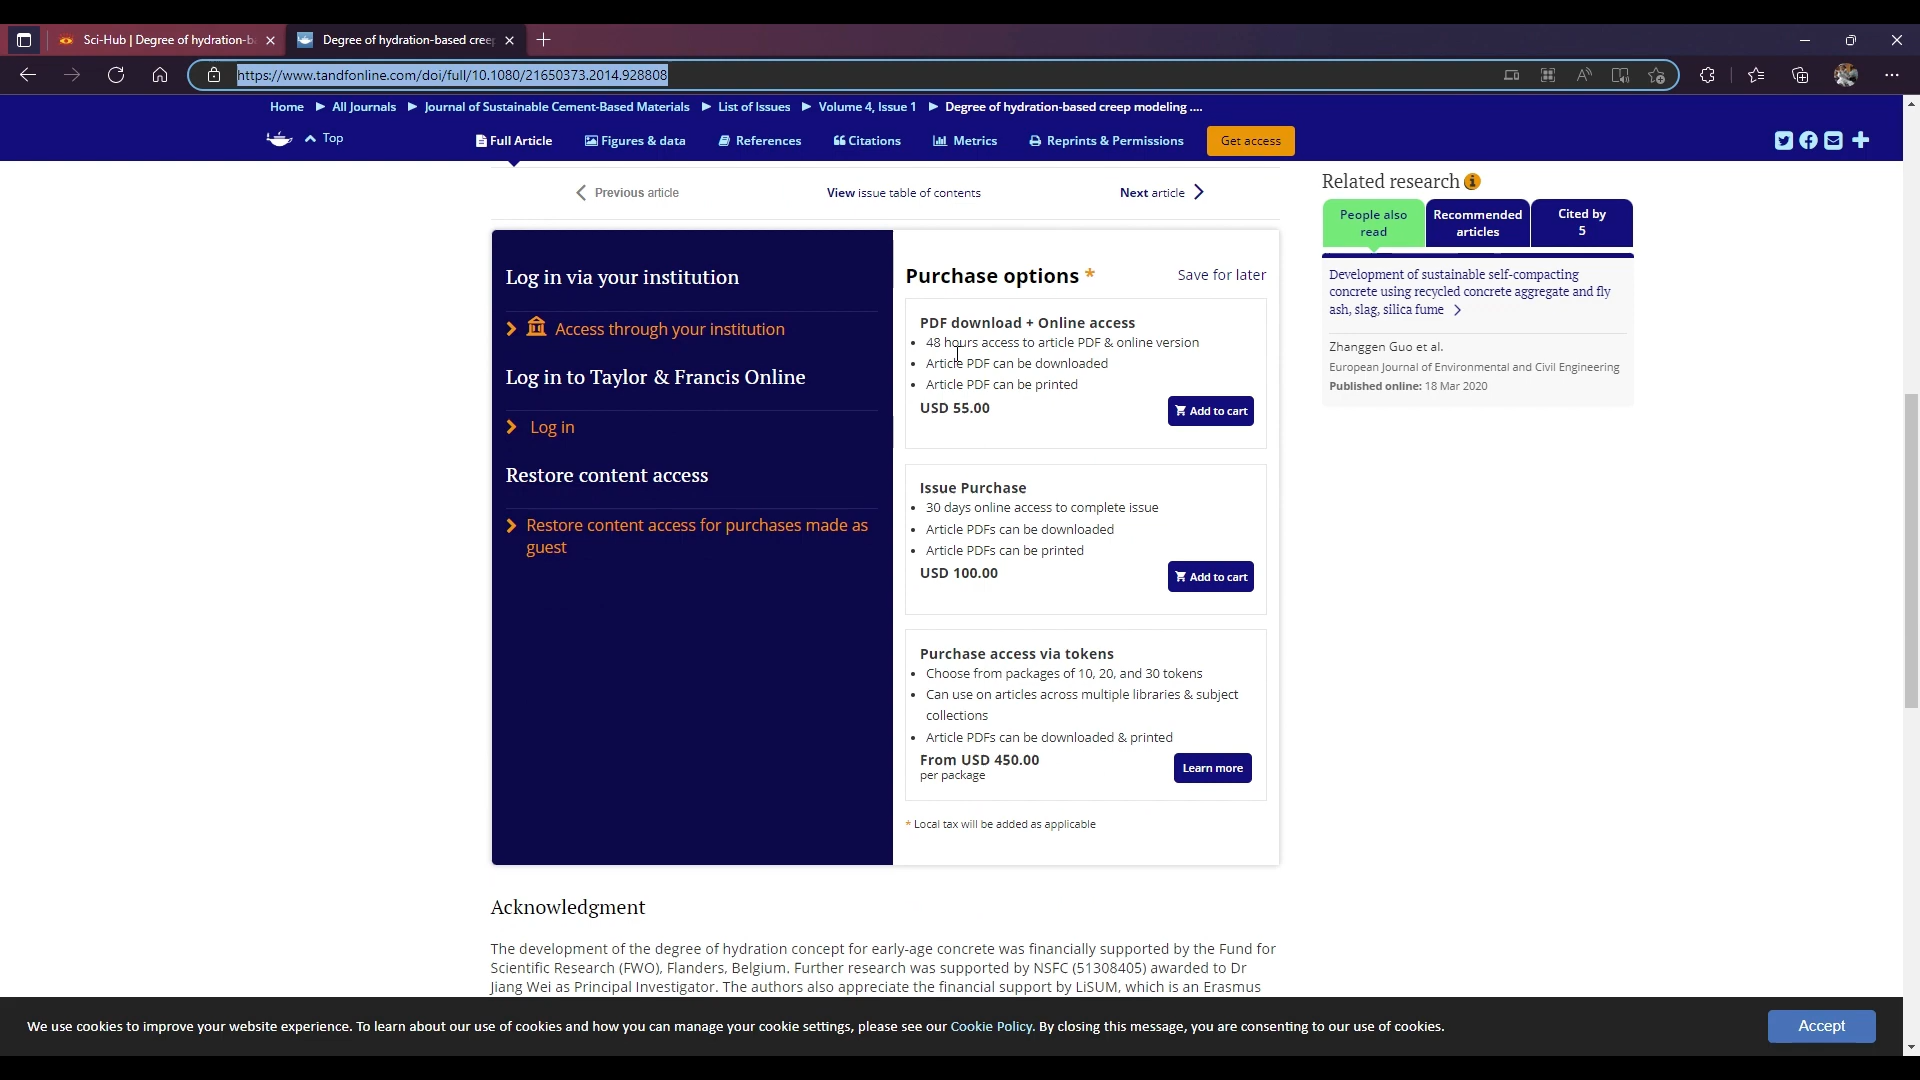 Sci-Hub | Degree of hydration-b
Degree of hydration-based cree
https://www.tandfonline.com/doi/full/10.1080/21650373.2014.928808
Home All Journals Journal of Sustainable Cement-Based Materials List of Issues Volume 4, Issue 1 Degree of hydration-based creep modeling ....
Top Full Article Figures & data References Citations Metrics Reprints & Permissions Get access
Previous article View issue table of contents Next article
Related research
People also read
Recommended articles
Cited by 5
Log in via your institution
Access through your institution
Log in to Taylor & Francis Online
Log in
Restore content access
Restore content access for purchases made as
guest
Purchase options * Save for later
PDF download + Online access
• 48 hours access to article PDF & online version
• Article PDF can be downloaded
• Article PDF can be printed
USD 55.00 Add to cart
Issue Purchase
• 30 days online access to complete issue
• Article PDFs can be downloaded
• Article PDFs can be printed
USD 100.00 Add to cart
Purchase access via tokens
• Choose from packages of 10, 20, and 30 tokens
• Can use on articles across multiple libraries & subject
collections
• Article PDFs can be downloaded & printed
From USD 450.00
per package
Learn more
* Local tax will be added as applicable
Development of sustainable self-compacting
concrete using recycled concrete aggregate and fly
ash, slag, silica fume
Zhanggen Guo et al.
European Journal of Environmental and Civil Engineering
Published online: 18 Mar 2020
Acknowledgment
The development of the degree of hydration concept for early-age concrete was financially supported by the Fund for
Scientific Research (FWO), Flanders, Belgium. Further research was supported by NSFC (51308405) awarded to Dr
Jiang Wei as Principal Investigator. The authors also appreciate the financial support by LiSUM, which is an Erasmus
We use cookies to improve your website experience. To learn about our use of cookies and how you can manage your cookie settings, please see our Cookie Policy. By closing this message, you are consenting to our use of cookies.
Accept